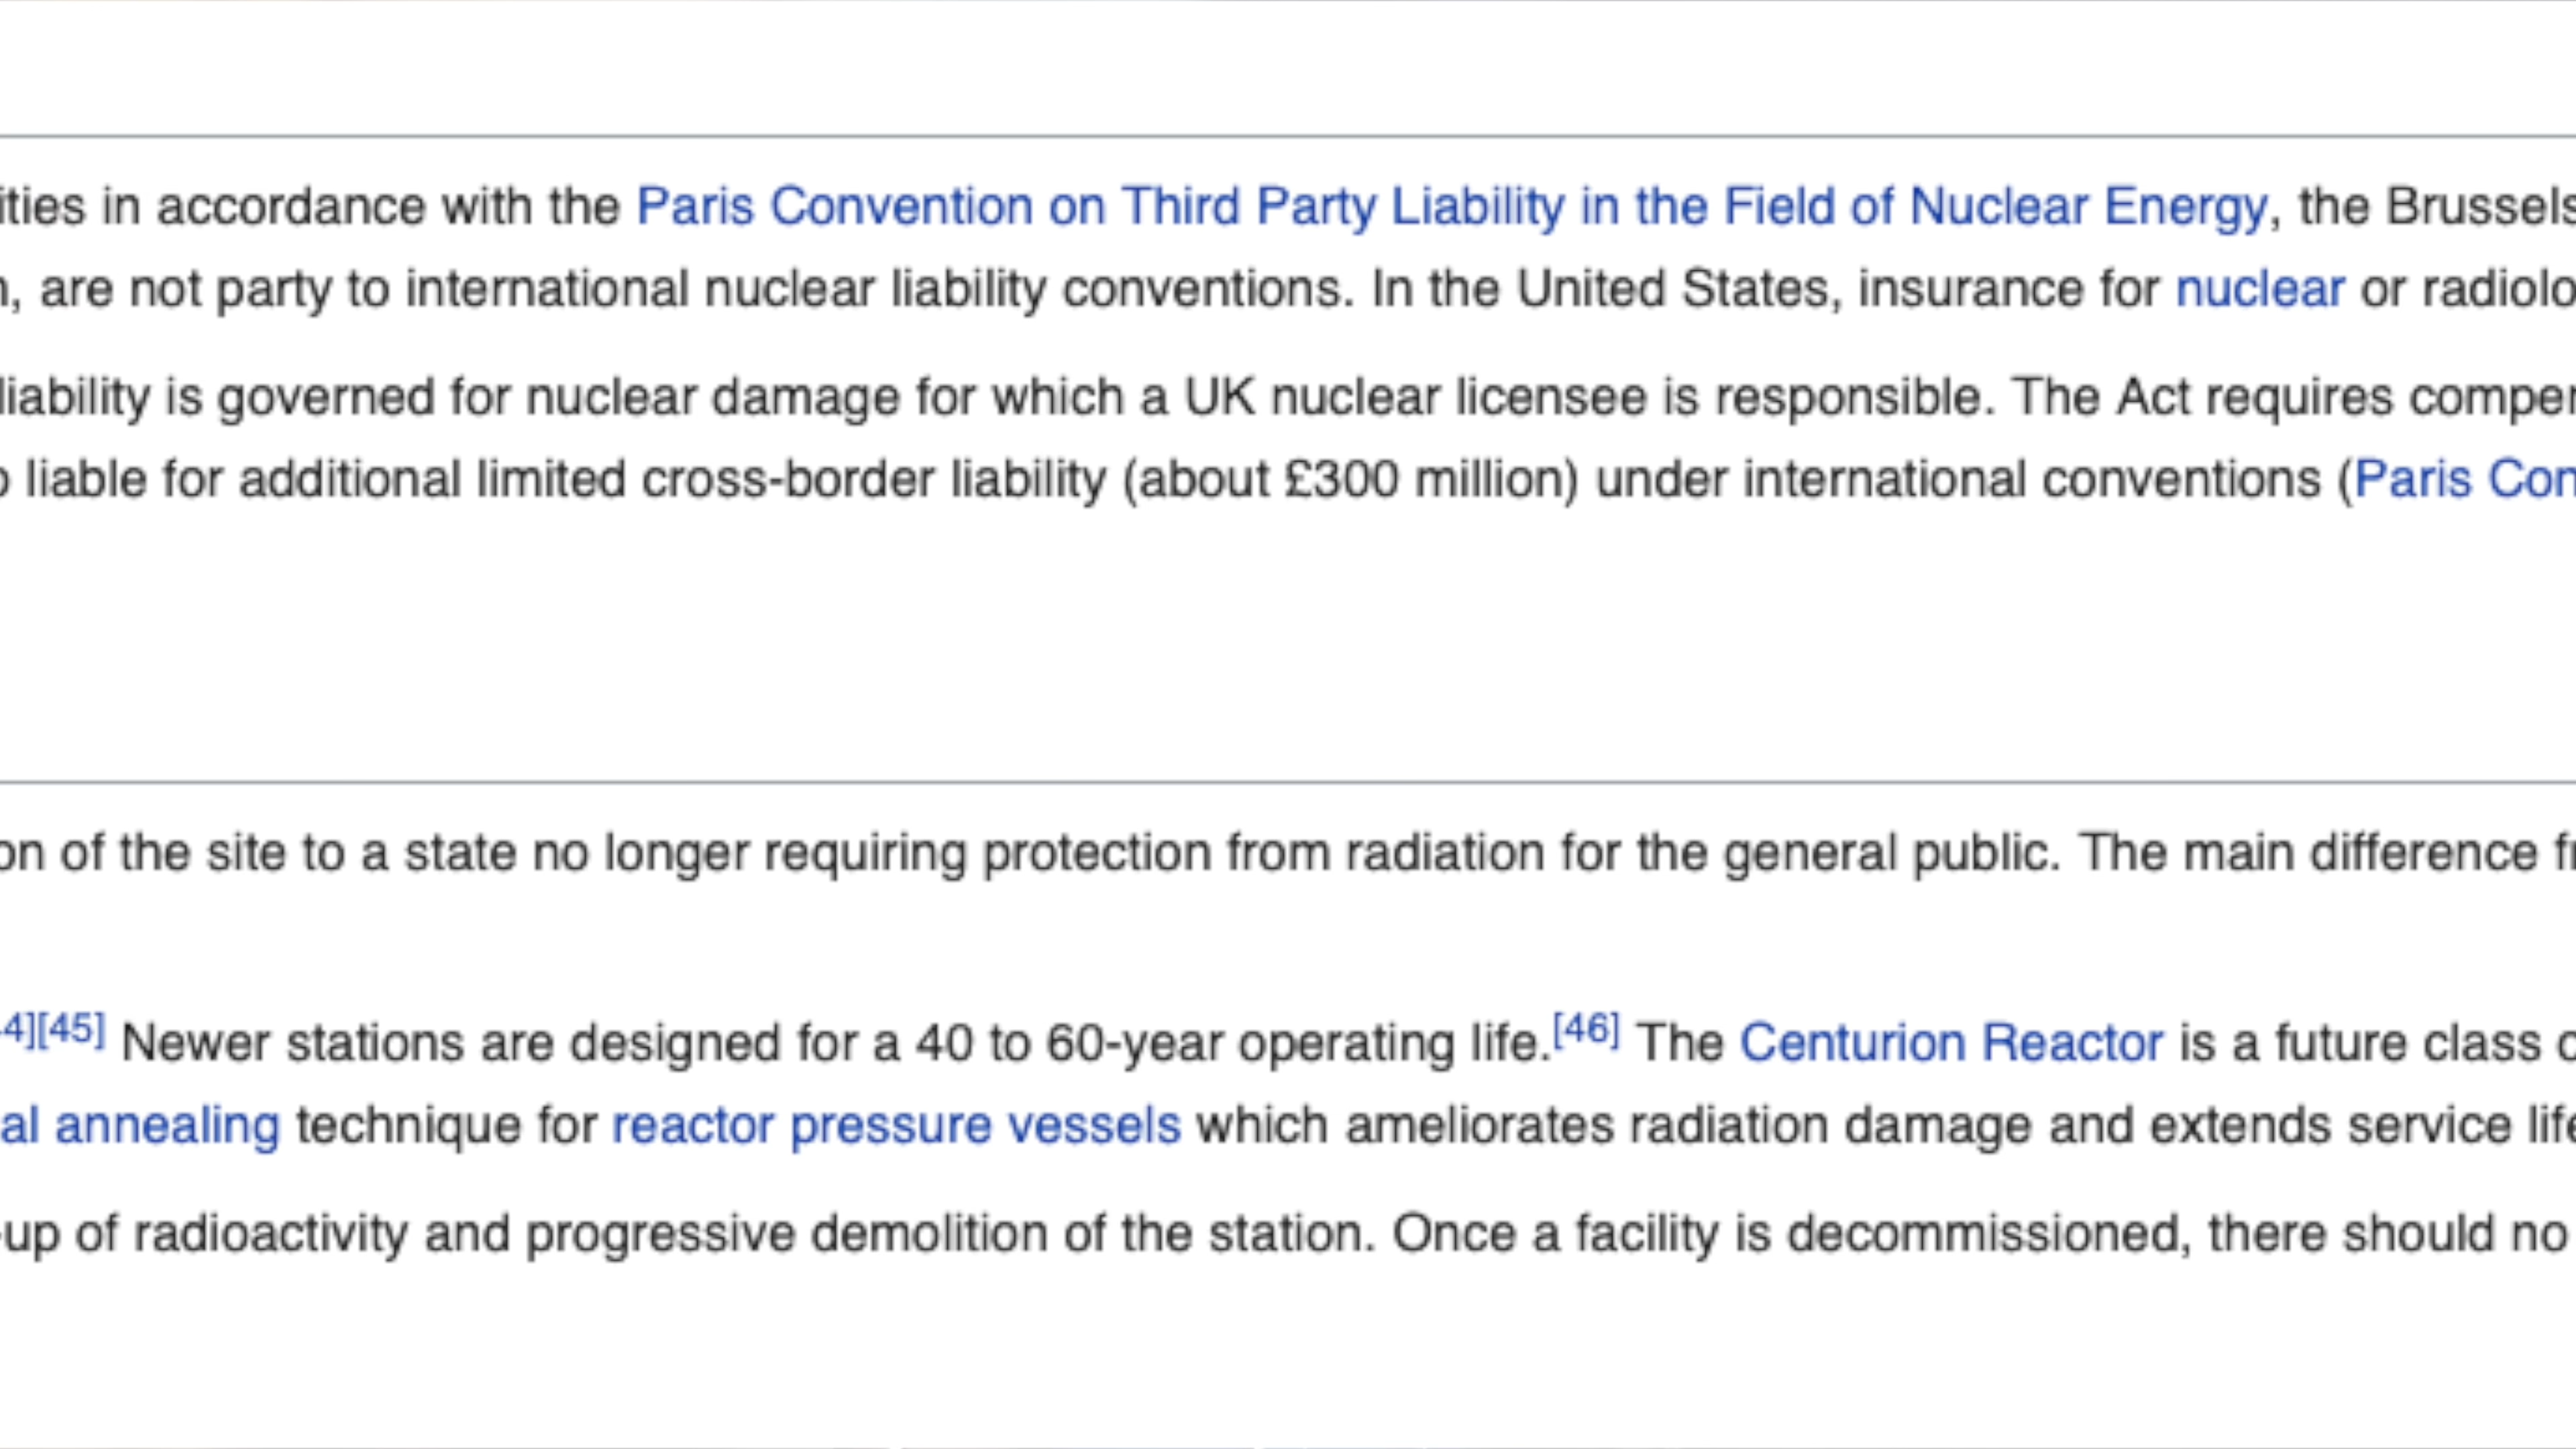 ities in accordance with the Paris Convention on Third Party Liability in the Field of Nuclear Energy, the Brussels
, are not party to international nuclear liability conventions. In the United States, insurance for nuclear or radiolo
liability is governed for nuclear damage for which a UK nuclear licensee is responsible. The Act requires compen
liable for additional limited cross-border liability (about £300 million) under international conventions (Paris Con
on of the site to a state no longer requiring protection from radiation for the general public. The main difference fr
4][45] Newer stations are designed for a 40 to 60-year operating life.[46] The Centurion Reactor is a future class o
al annealing technique for reactor pressure vessels which ameliorates radiation damage and extends service life
-up of radioactivity and progressive demolition of the station. Once a facility is decommissioned, there should no